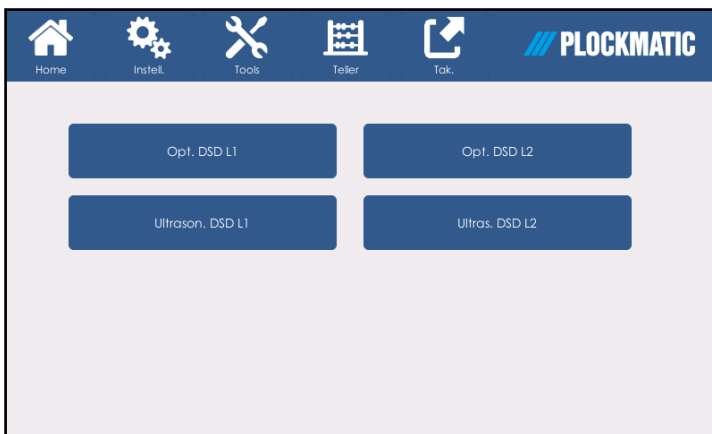 Home Instell. Tools Teller Tak. PLOCKMATIC
Opt. DSD L1 Opt. DSD L2
Ultrason. DSD L1 Ultras. DSD L2